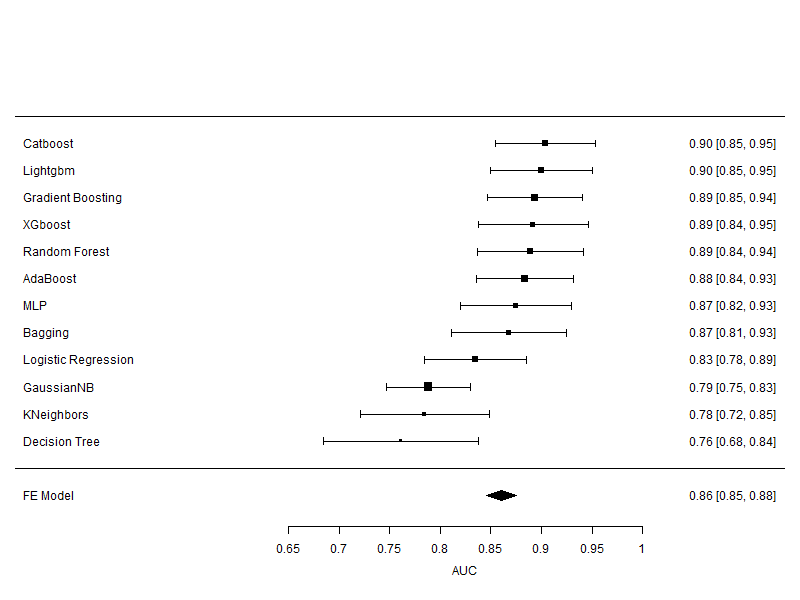 Catboost 0.90 [0.85, 0.95]
Lightgbm 0.90 [0.85, 0.95]
Gradient Boosting 0.89 [0.85, 0.94]
XGboost 0.89 [0.84, 0.95]
Random Forest 0.89 [0.84, 0.94]
AdaBoost 0.88 [0.84, 0.93]
MLP 0.87 [0.82, 0.93]
Bagging 0.87 [0.81, 0.93]
Logistic Regression 0.83 [0.78, 0.89]
GaussianNB 0.79 [0.75, 0.83]
KNeighbors 0.78 [0.72, 0.85]
Decision Tree 0.76 [0.68, 0.84]
FE Model 0.86 [0.85, 0.88]
0.65 0.7 0.75 0.8 0.85 0.9 0.95 1
AUC